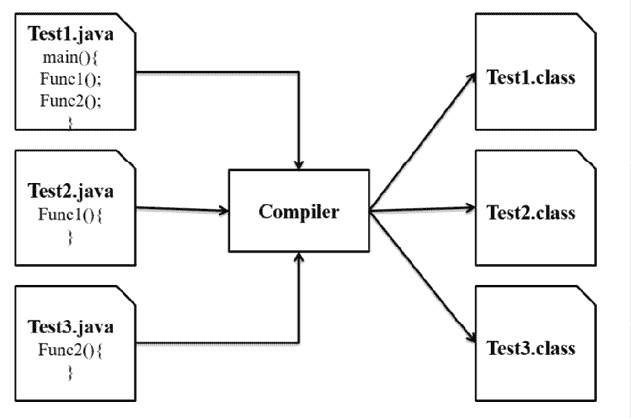 Test1.java
main(){
Func1();
Func2();
}
Test2.java
Func1(){
}
Test3.java
Func2(){
}
Compiler
Test1.class
Test2.class
Test3.class